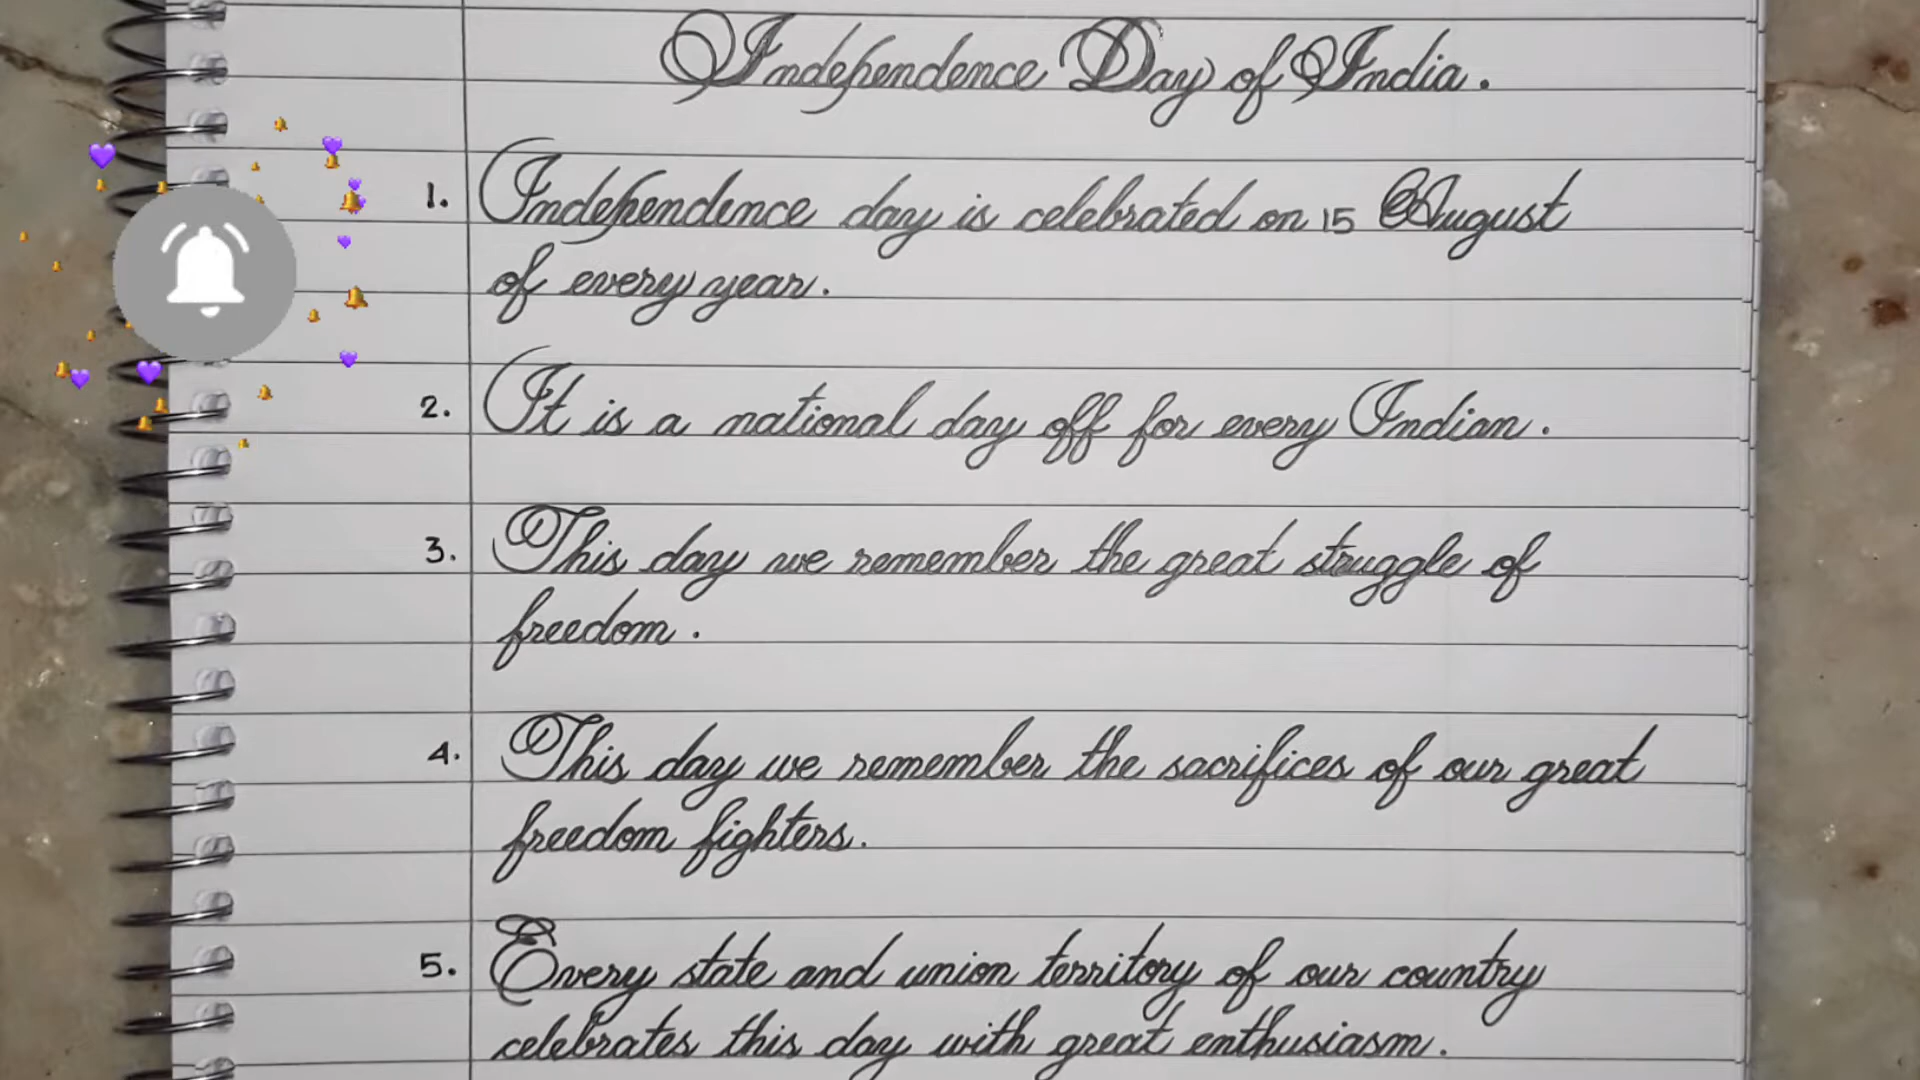 Independence Day of India.
1. Independence day is celebrated on 15 August
of every year.
2. It is a national day off for every Indian.
3. This day we remember the great struggle of
freedom.
4. This day we remember the sacrifices of our great
freedom fighters.
5. Every state and union territory of our country
celebrates this day with great enthusiasm.